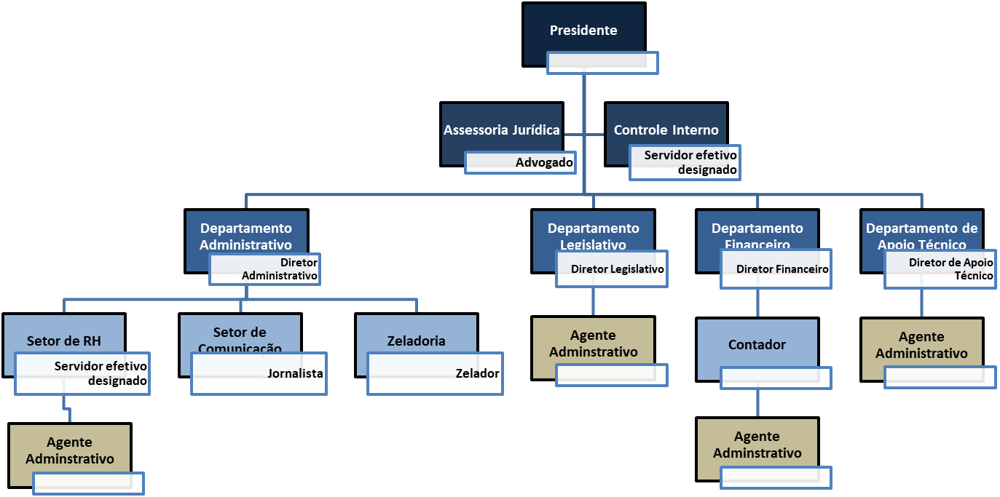 Presidente
Assessoria Jurídica
Advogado
Controle Interno
Servidor efetivo
designado
Departamento
Administrativo
Diretor
Administrativo
Departamento
Legislativo
Diretor Legislativo
Departamento
Financeiro
Diretor Financeiro
Departamento de
Apoio Técnico
Diretor de Apoio
Técnico
Setor de RH
Servidor efetivo
designado
Setor de
Comunicação
Jornalista
Zeladoria
Zelador
Agente
Adminstrativo
Contador
Agente
Administrativo
Agente
Adminstrativo
Agente
Adminstrativo